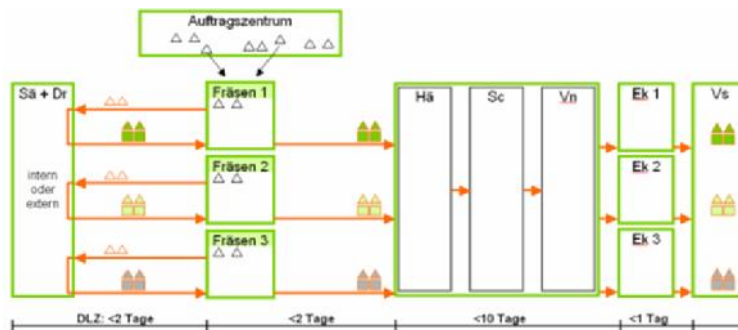 Auftragszentrum
Sä + Dr
Fräsen 1
Hä
Sc
Vn
Ek 1
Vs
intern
oder
extern
Fräsen 2
Ek 2
Fräsen 3
Ek 3
DLZ: <2 Tage
<2 Tage
<10 Tage
<1 Tag